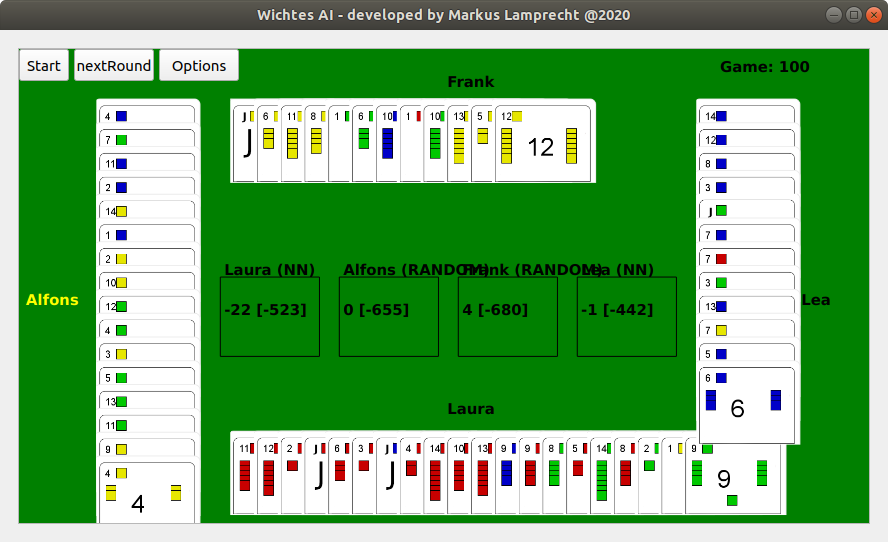 Wichtes AI - developed by Markus Lamprecht @2020
Start nextRound Options
Game: 100
Frank
J 6 11 8 1 6 10 1 10 13 5 12
J 12
4
7
11
2
14
1
2
10
12
4
3
5
13
11
9
4
4
Alfons
Laura (NN) Alfons (RANDOM) Frank (RANDOM) Lea (NN)
-22 [-523] 0 [-655] 4 [-680] -1 [-442]
14
12
8
3
J
7
7
3
13
7
5
6
6
Lea
Laura
11 12 2 J 6 3 J 4 14 10 13 9 9 8 5 14 8 2 1 9
J J 9